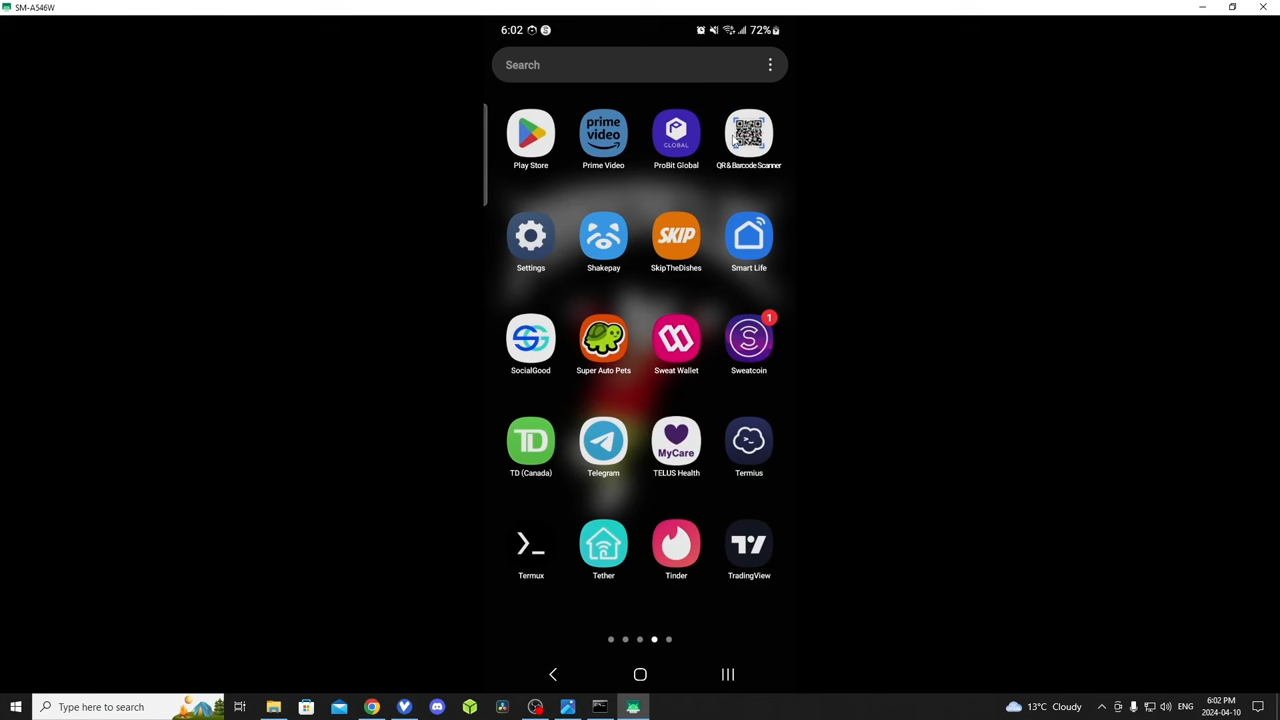 SM-A546W
6:02
72%
Search
prime video
GLOBAL
Play Store
Prime Video
ProBit Global
QR & Barcode Scanner
SKIP
Settings
Shakepay
SkipTheDishes
Smart Life
1
SocialGood
Super Auto Pets
Sweat Wallet
Sweatcoin
TD
MyCare
TD (Canada)
Telegram
TELUS Health
Termius
Termux
Tether
Tinder
TradingView
Type here to search
13°C Cloudy
ENG
6:02 PM
2024-04-10